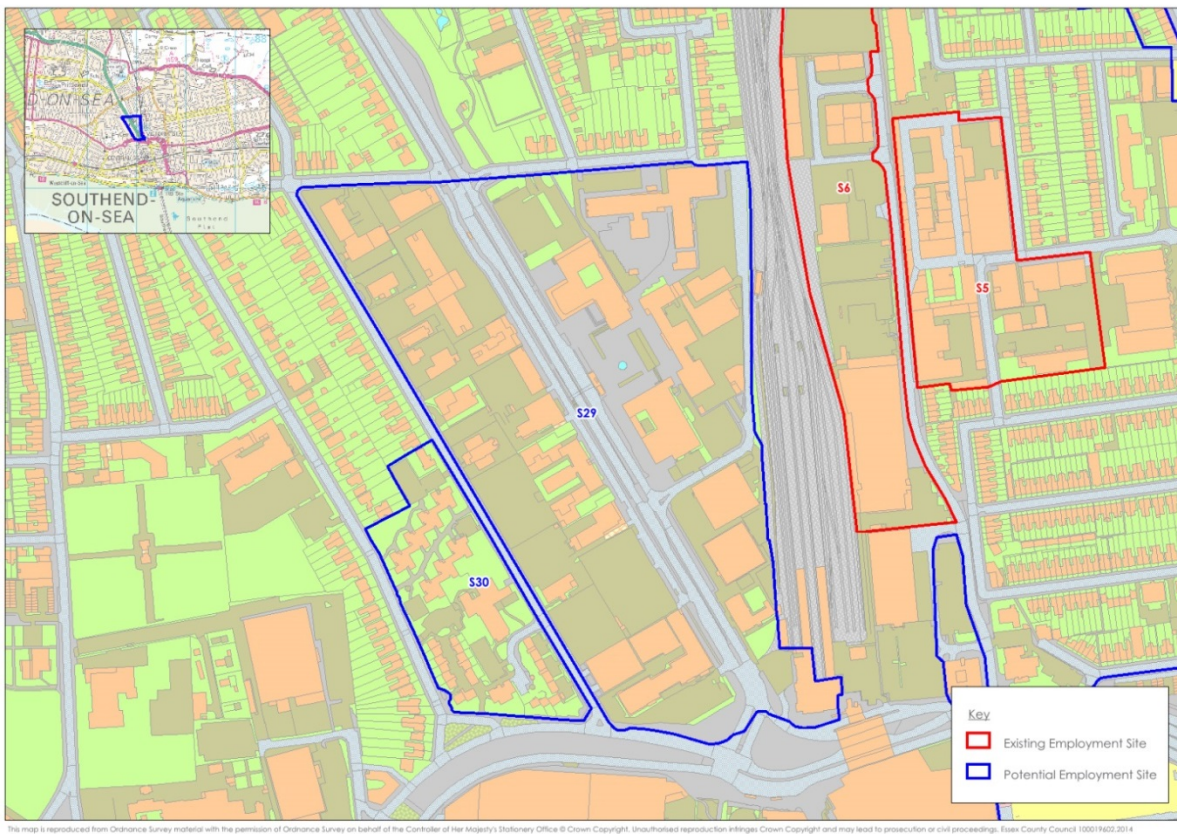 D-ON-SEA
SOUTHEND-
ON-SEA
S6
S5
S29
S30
Key
Existing Employment Site
Potential Employment Site
This map is reproduced from Ordnance Survey material with the permission of Ordnance Survey on behalf of the Controller of Her Majesty's Stationery Office © Crown Copyright. Unauthorised reproduction infringes Crown Copyright and may lead to prosecution or civil proceedings. Essex County Council 100019602,2014